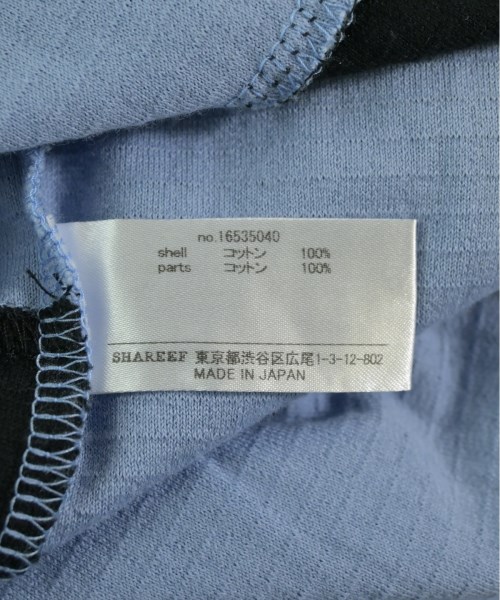 no.16535040
shell コットン 100%
parts コットン 100%
SHAREEF 東京都渋谷区広尾1-3-12-802
MADE IN JAPAN